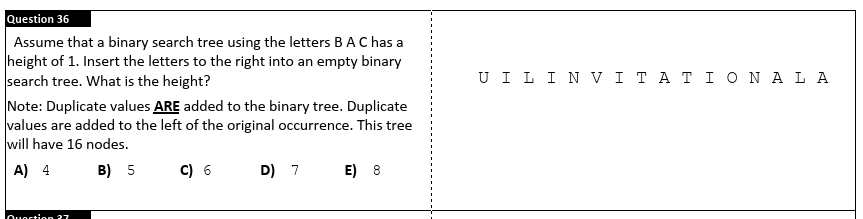 Question 36
Assume that a binary search tree using the letters B A C has a
height of 1. Insert the letters to the right into an empty binary
search tree. What is the height?
Note: Duplicate values ARE added to the binary tree. Duplicate
values are added to the left of the original occurrence. This tree
will have 16 nodes.
A) 4 B) 5 C) 6 D) 7 E) 8
U I L I N V I T A T I O N A L A
Question 37